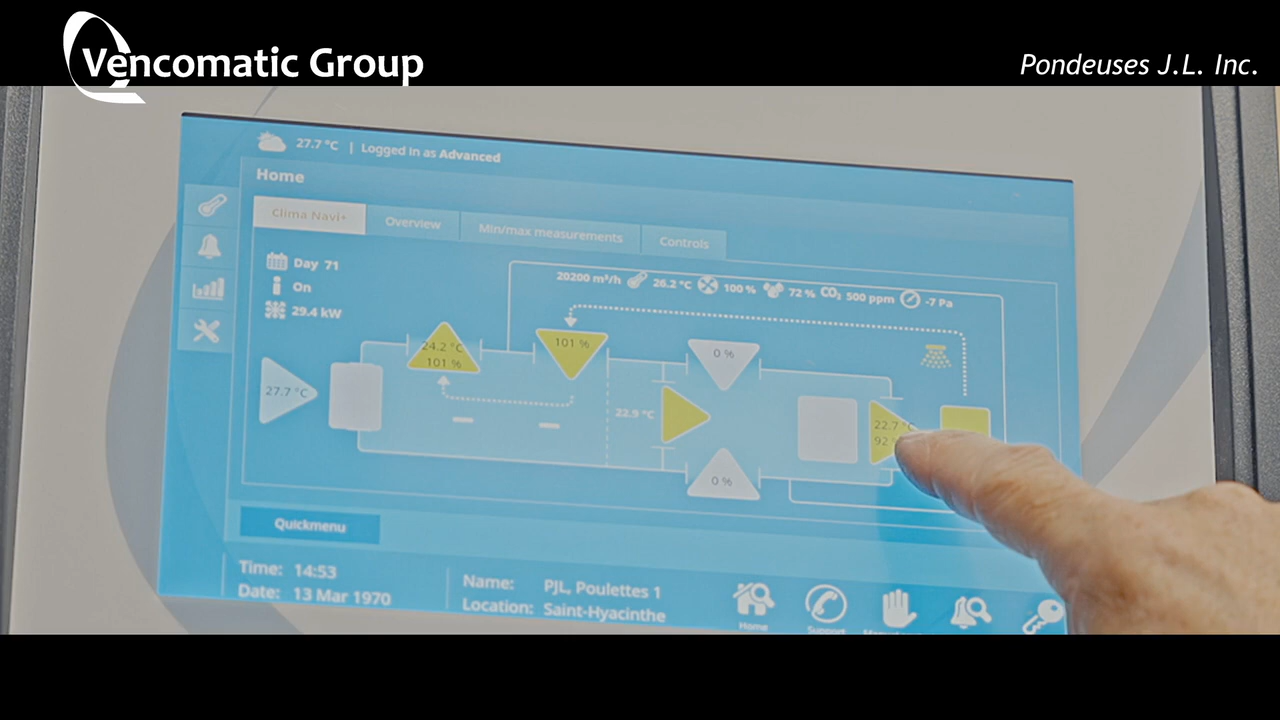 Vencomatic Group
Pondeuses J.L. Inc.
27.7 °C | Logged in as Advanced
Home
Clima Navi+ Overview Min/max measurements Controls
Day 71
On
29.4 kW
20200 m³/h 26.2 °C 100 % 72 % CO₂ 500 ppm -7 Pa
24.2 °C
101 %
101 %
0 %
27.7 °C
22.9 °C
22.7 °C
92
0 %
Quickmenu
Time: 14:53
Date: 13 Mar 1970
Name: PJL, Poulettes 1
Location: Saint-Hyacinthe
Home
Support